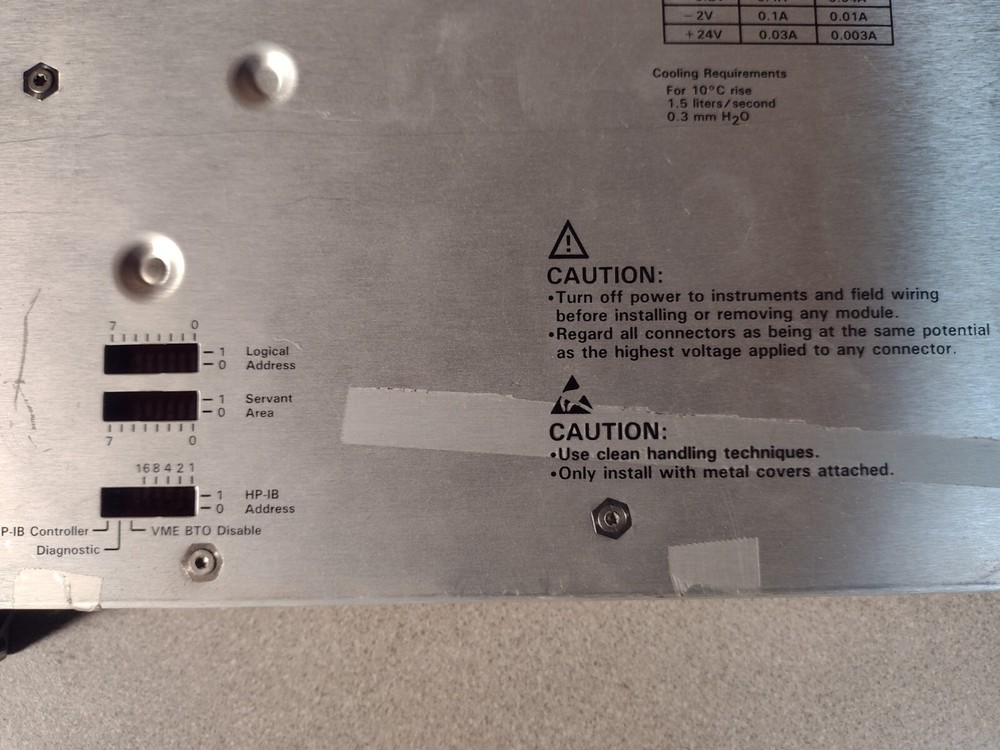 − 2V 0.1A 0.01A
+ 24V 0.03A 0.003A
Cooling Requirements
For 10°C rise
1.5 liters/second
0.3 mm H2O
CAUTION:
•Turn off power to instruments and field wiring
before installing or removing any module.
•Regard all connectors as being at the same potential
as the highest voltage applied to any connector.
CAUTION:
•Use clean handling techniques.
•Only install with metal covers attached.
7 0
1 Logical
0 Address
1 Servant
0 Area
7 0
16 8 4 2 1
1 HP-IB
0 Address
P-IB Controller VME BTO Disable
Diagnostic